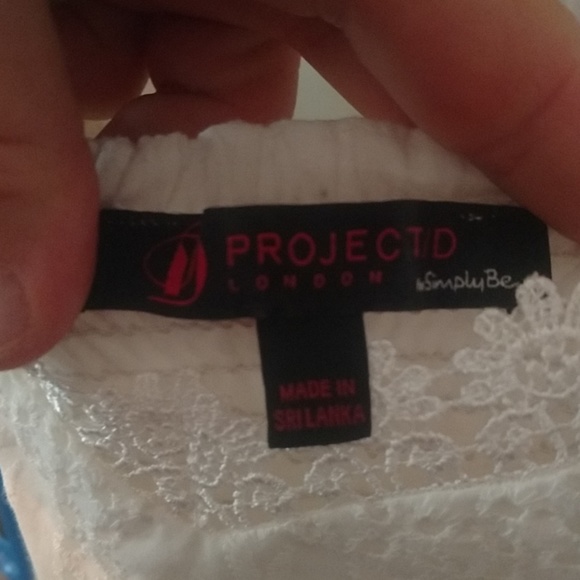 PROJECT D
LONDON
SimplyBe
MADE IN
SRI LANKA